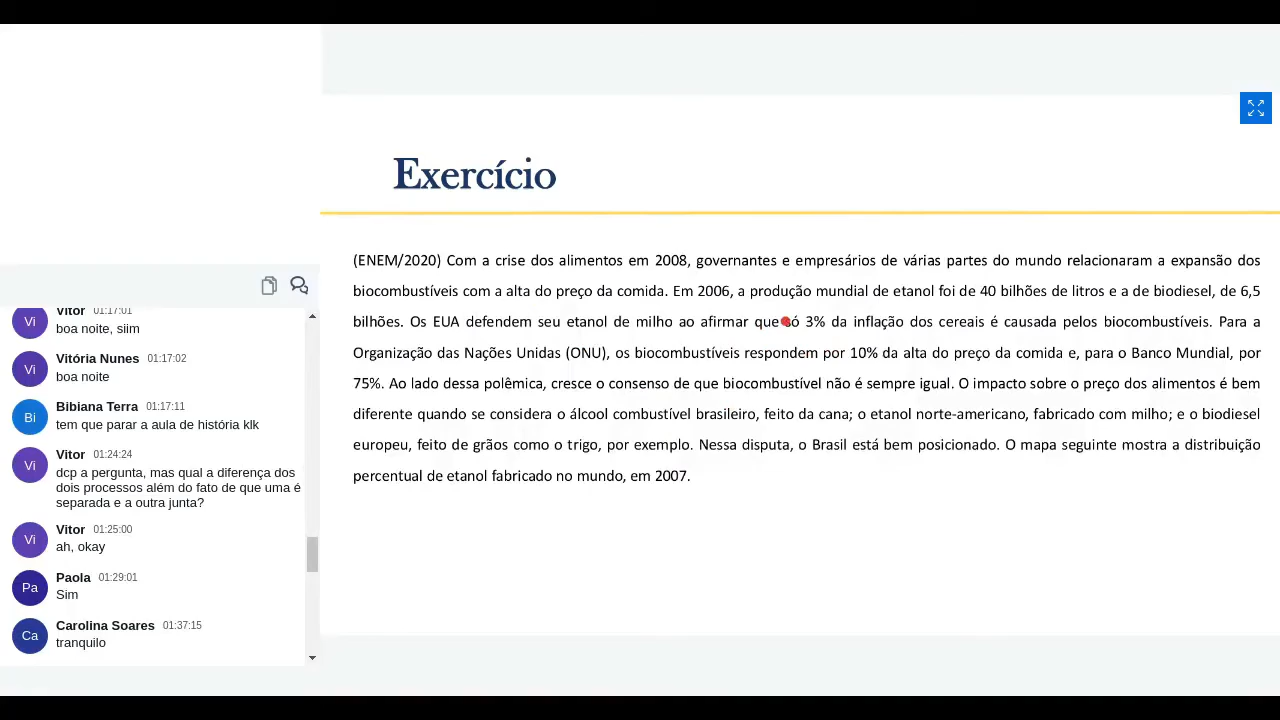 Vitor 01:17:01
boa noite, siim
Vitória Nunes 01:17:02
boa noite
Bibiana Terra 01:17:11
tem que parar a aula de história klk
Vitor 01:24:24
dcp a pergunta, mas qual a diferença dos
dois processos além do fato de que uma é
separada e a outra junta?
Vitor 01:25:00
ah, okay
Paola 01:29:01
Sim
Carolina Soares 01:37:15
tranquilo
Vi
Vi
Bi
Vi
Vi
Pa
Ca
Exercício
(ENEM/2020) Com a crise dos alimentos em 2008, governantes e empresários de várias partes do mundo relacionaram a expansão dos
biocombustíveis com a alta do preço da comida. Em 2006, a produção mundial de etanol foi de 40 bilhões de litros e a de biodiesel, de 6,5
bilhões. Os EUA defendem seu etanol de milho ao afirmar que só 3% da inflação dos cereais é causada pelos biocombustíveis. Para a
Organização das Nações Unidas (ONU), os biocombustíveis respondem por 10% da alta do preço da comida e, para o Banco Mundial, por
75%. Ao lado dessa polêmica, cresce o consenso de que biocombustível não é sempre igual. O impacto sobre o preço dos alimentos é bem
diferente quando se considera o álcool combustível brasileiro, feito da cana; o etanol norte-americano, fabricado com milho; e o biodiesel
europeu, feito de grãos como o trigo, por exemplo. Nessa disputa, o Brasil está bem posicionado. O mapa seguinte mostra a distribuição
percentual de etanol fabricado no mundo, em 2007.